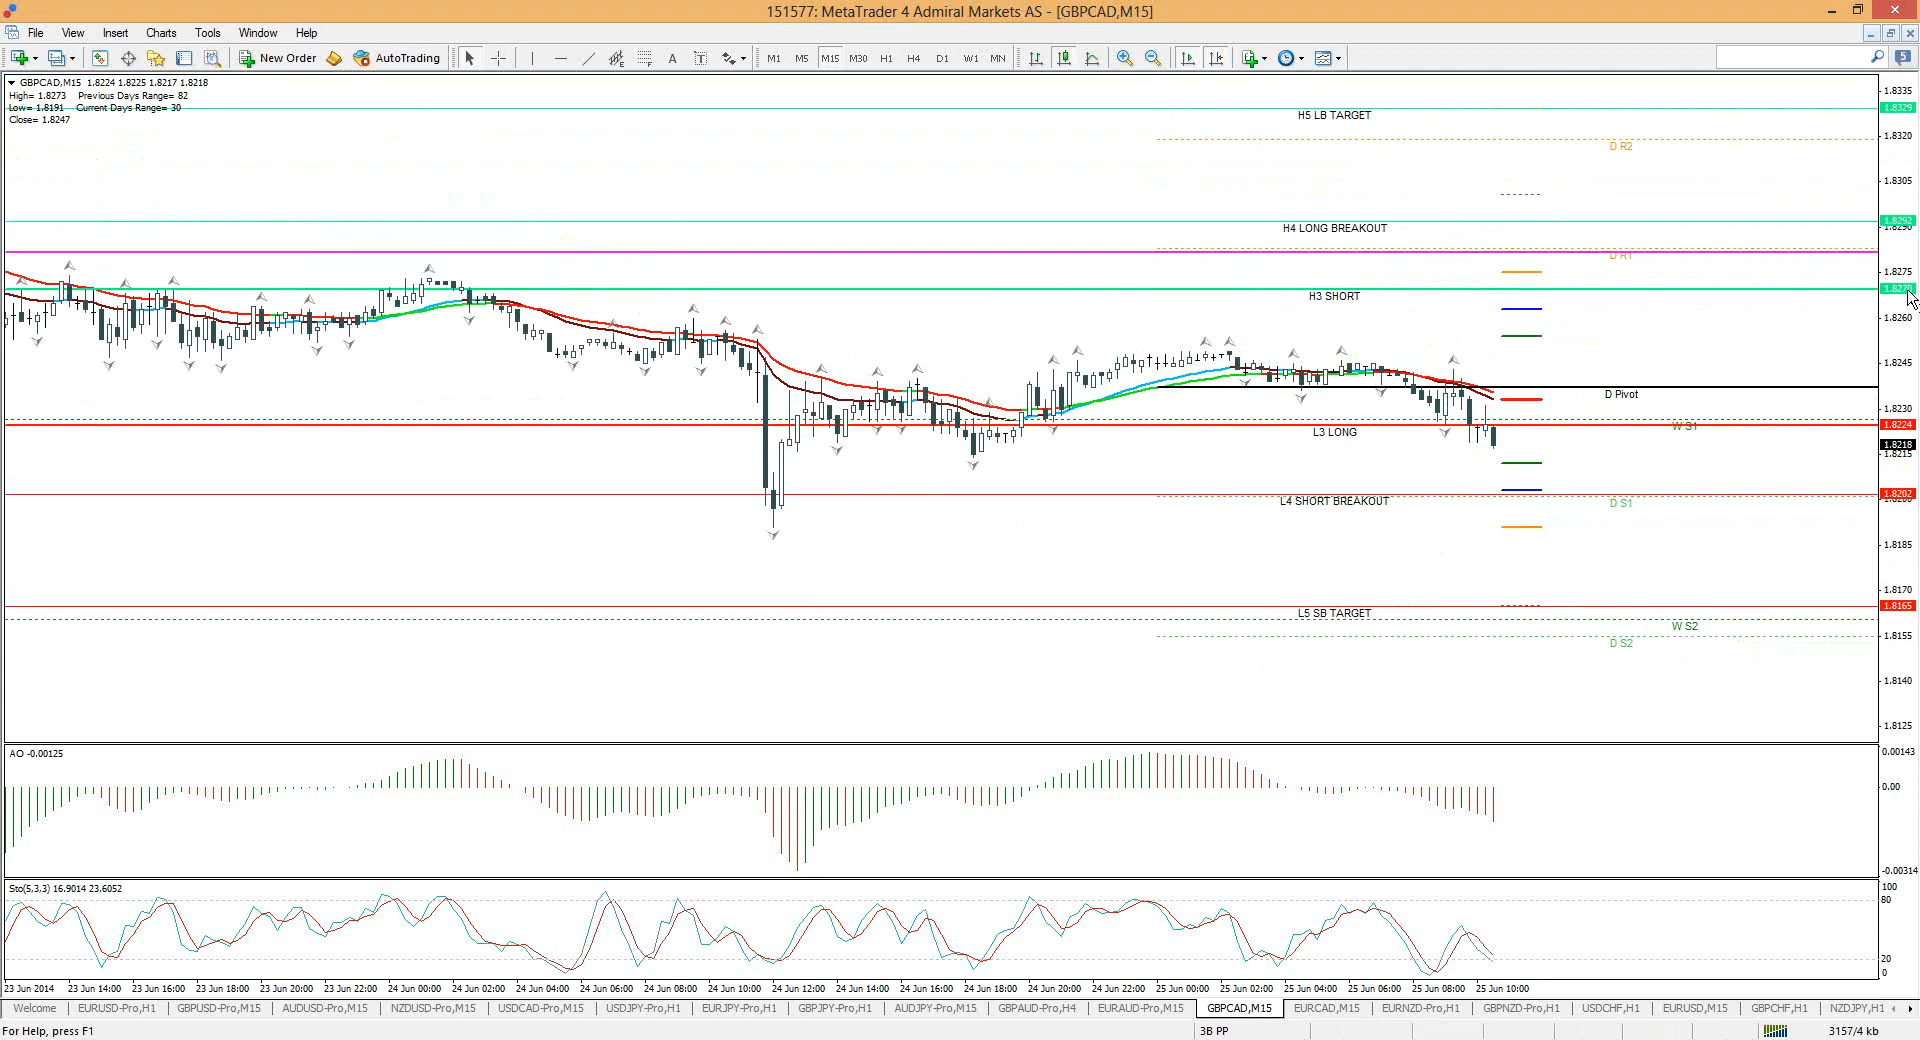 151577: MetaTrader 4 Admiral Markets AS - [GBPCAD,M15]
File View Insert Charts Tools Window Help
New Order AutoTrading A T M1 M5 M15 M30 H1 H4 D1 W1 MN 5
GBPCAD,M15 1.8224 1.8225 1.8217 1.8218
High= 1.8273 Previous Days Range= 82
Low= 1.8191 Current Days Range= 30
Close= 1.8247
1.8335
1.8329
H5 LB TARGET
1.8320
D R2
1.8305
1.8292
H4 LONG BREAKOUT
1.8290
D R1
1.8275
1.8270
H3 SHORT
1.8260
1.8245
D Pivot
1.8230
1.8224
W S1
L3 LONG
1.8218
1.8215
1.8202
L4 SHORT BREAKOUT
1.8200
D S1
1.8185
1.8170
1.8165
L5 SB TARGET
W S2
1.8155
D S2
1.8140
1.8125
AO -0.00125
0.00143
0.00
-0.00314
Sto(5,3,3) 16.9014 23.6052
100
80
20
0
23 Jun 2014 23 Jun 14:00 23 Jun 16:00 23 Jun 18:00 23 Jun 20:00 23 Jun 22:00 24 Jun 00:00 24 Jun 02:00 24 Jun 04:00 24 Jun 06:00 24 Jun 08:00 24 Jun 10:00 24 Jun 12:00 24 Jun 14:00 24 Jun 16:00 24 Jun 18:00 24 Jun 20:00 24 Jun 22:00 25 Jun 00:00 25 Jun 02:00 25 Jun 04:00 25 Jun 06:00 25 Jun 08:00 25 Jun 10:00
Welcome EURUSD-Pro,H1 GBPUSD-Pro,M15 AUDUSD-Pro,M15 NZDUSD-Pro,M15 USDCAD-Pro,M15 USDJPY-Pro,H1 EURJPY-Pro,H1 GBPJPY-Pro,H1 AUDJPY-Pro,M15 GBPAUD-Pro,H4 EURAUD-Pro,M15 GBPCAD,M15 EURCAD,M15 EURNZD-Pro,H1 GBPNZD-Pro,H1 USDCHF,H1 EURUSD,M15 GBPCHF,H1 NZDJPY,H1
For Help, press F1 3B PP 3157/4 kb